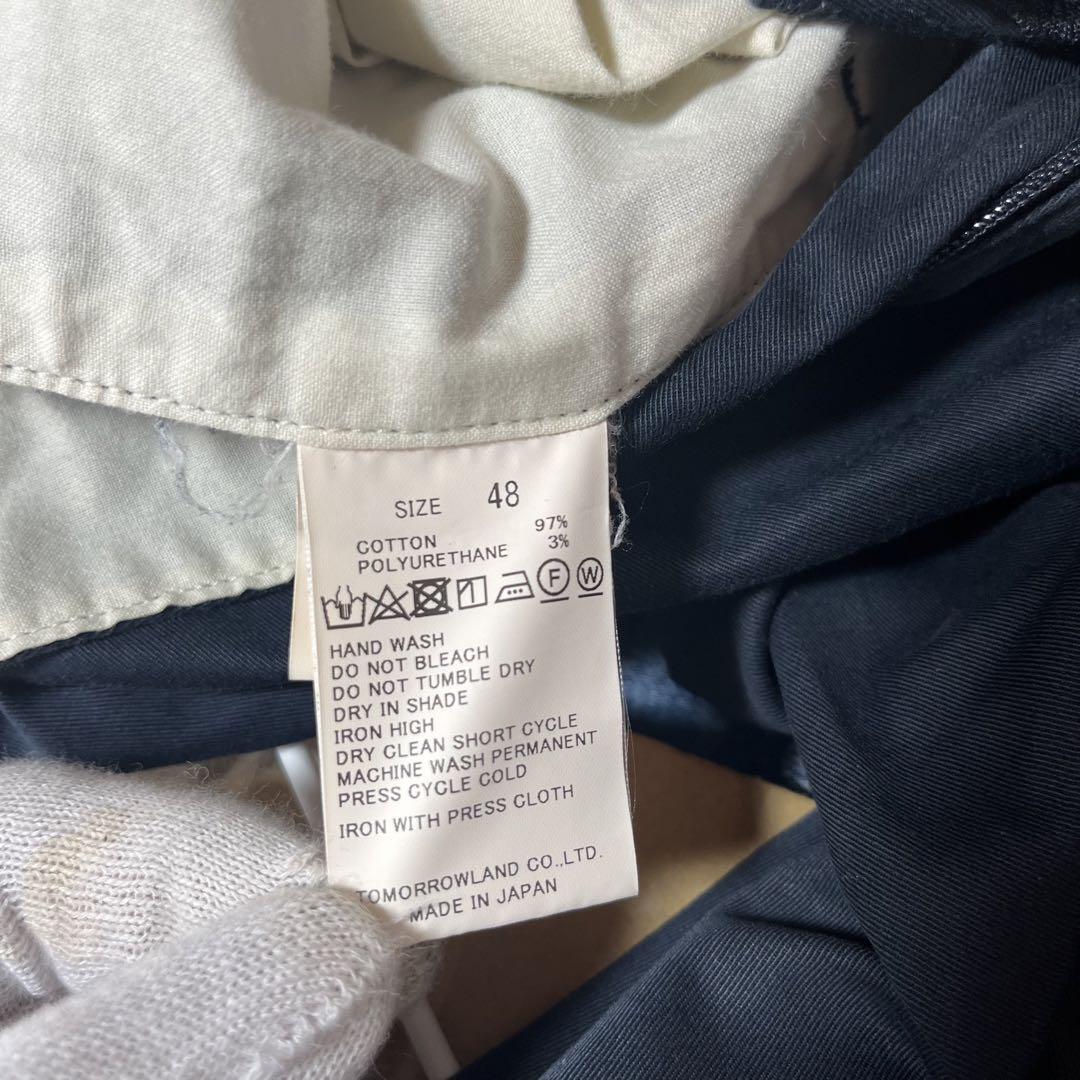 SIZE 48
COTTON 97%
POLYURETHANE 3%
F W
HAND WASH
DO NOT BLEACH
DO NOT TUMBLE DRY
DRY IN SHADE
IRON HIGH
DRY CLEAN SHORT CYCLE
MACHINE WASH PERMANENT
PRESS CYCLE COLD
IRON WITH PRESS CLOTH
TOMORROWLAND CO.,LTD.
MADE IN JAPAN